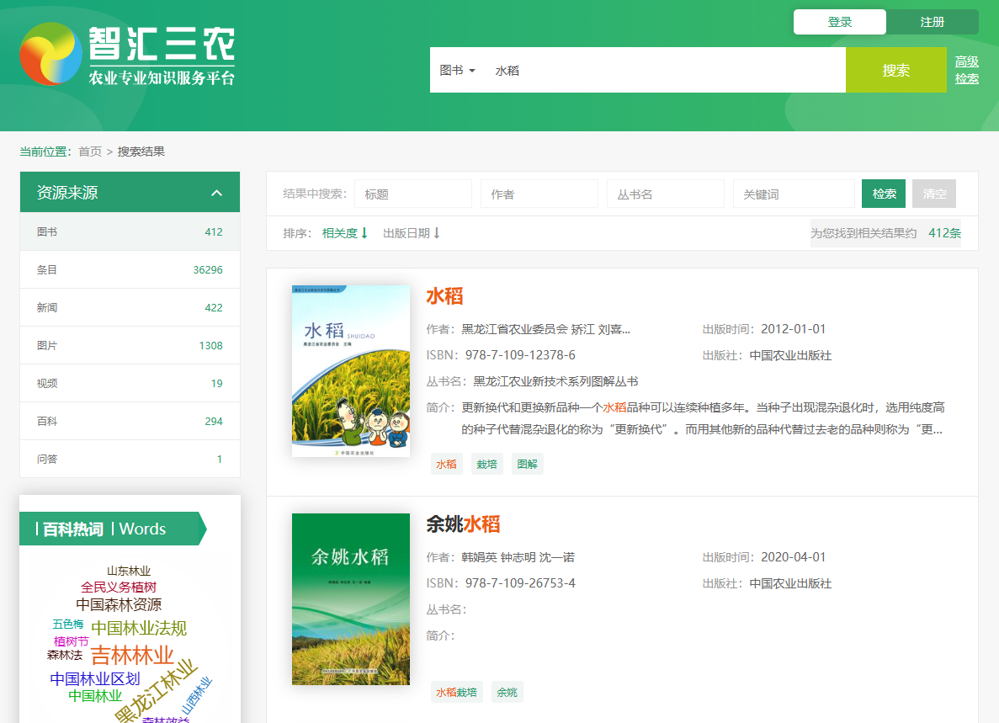 登录
注册
智汇三农
农业专业知识服务平台
图书
水稻
搜索
高级
检索
当前位置：首页 > 搜索结果
资源来源
图书 412
条目 36296
新闻 422
图片 1308
视频 19
百科 294
问答 1
百科热词 Words
山东林业
全民义务植树
中国森林资源
五色梅
中国林业法规
植树节
森林法
吉林林业
中国林业区划
中国林业
黑龙江林业
山西林业
森林效益
结果中搜索： 标题 作者 丛书名 关键词 检索 清空
排序： 相关度 出版日期 为您找到相关结果约 412条
水稻
SHUIDAO
黑龙江省农业委员会 主编
中国农业出版社
水稻
作者：黑龙江省农业委员会 矫江 刘喜... 出版时间：2012-01-01
ISBN：978-7-109-12378-6 出版社：中国农业出版社
丛书名：黑龙江农业新技术系列图解丛书
简介：更新换代和更换新品种一个水稻品种可以连续种植多年。当种子出现混杂退化时，选用纯度高
的种子代替混杂退化的称为“更新换代”。而用其他新的品种代替过去老的品种则称为“更...
水稻 栽培 图解
余姚水稻
余姚水稻
作者：韩娟英 钟志明 沈一诺 出版时间：2020-04-01
ISBN：978-7-109-26753-4 出版社：中国农业出版社
丛书名：
简介：
水稻栽培 余姚